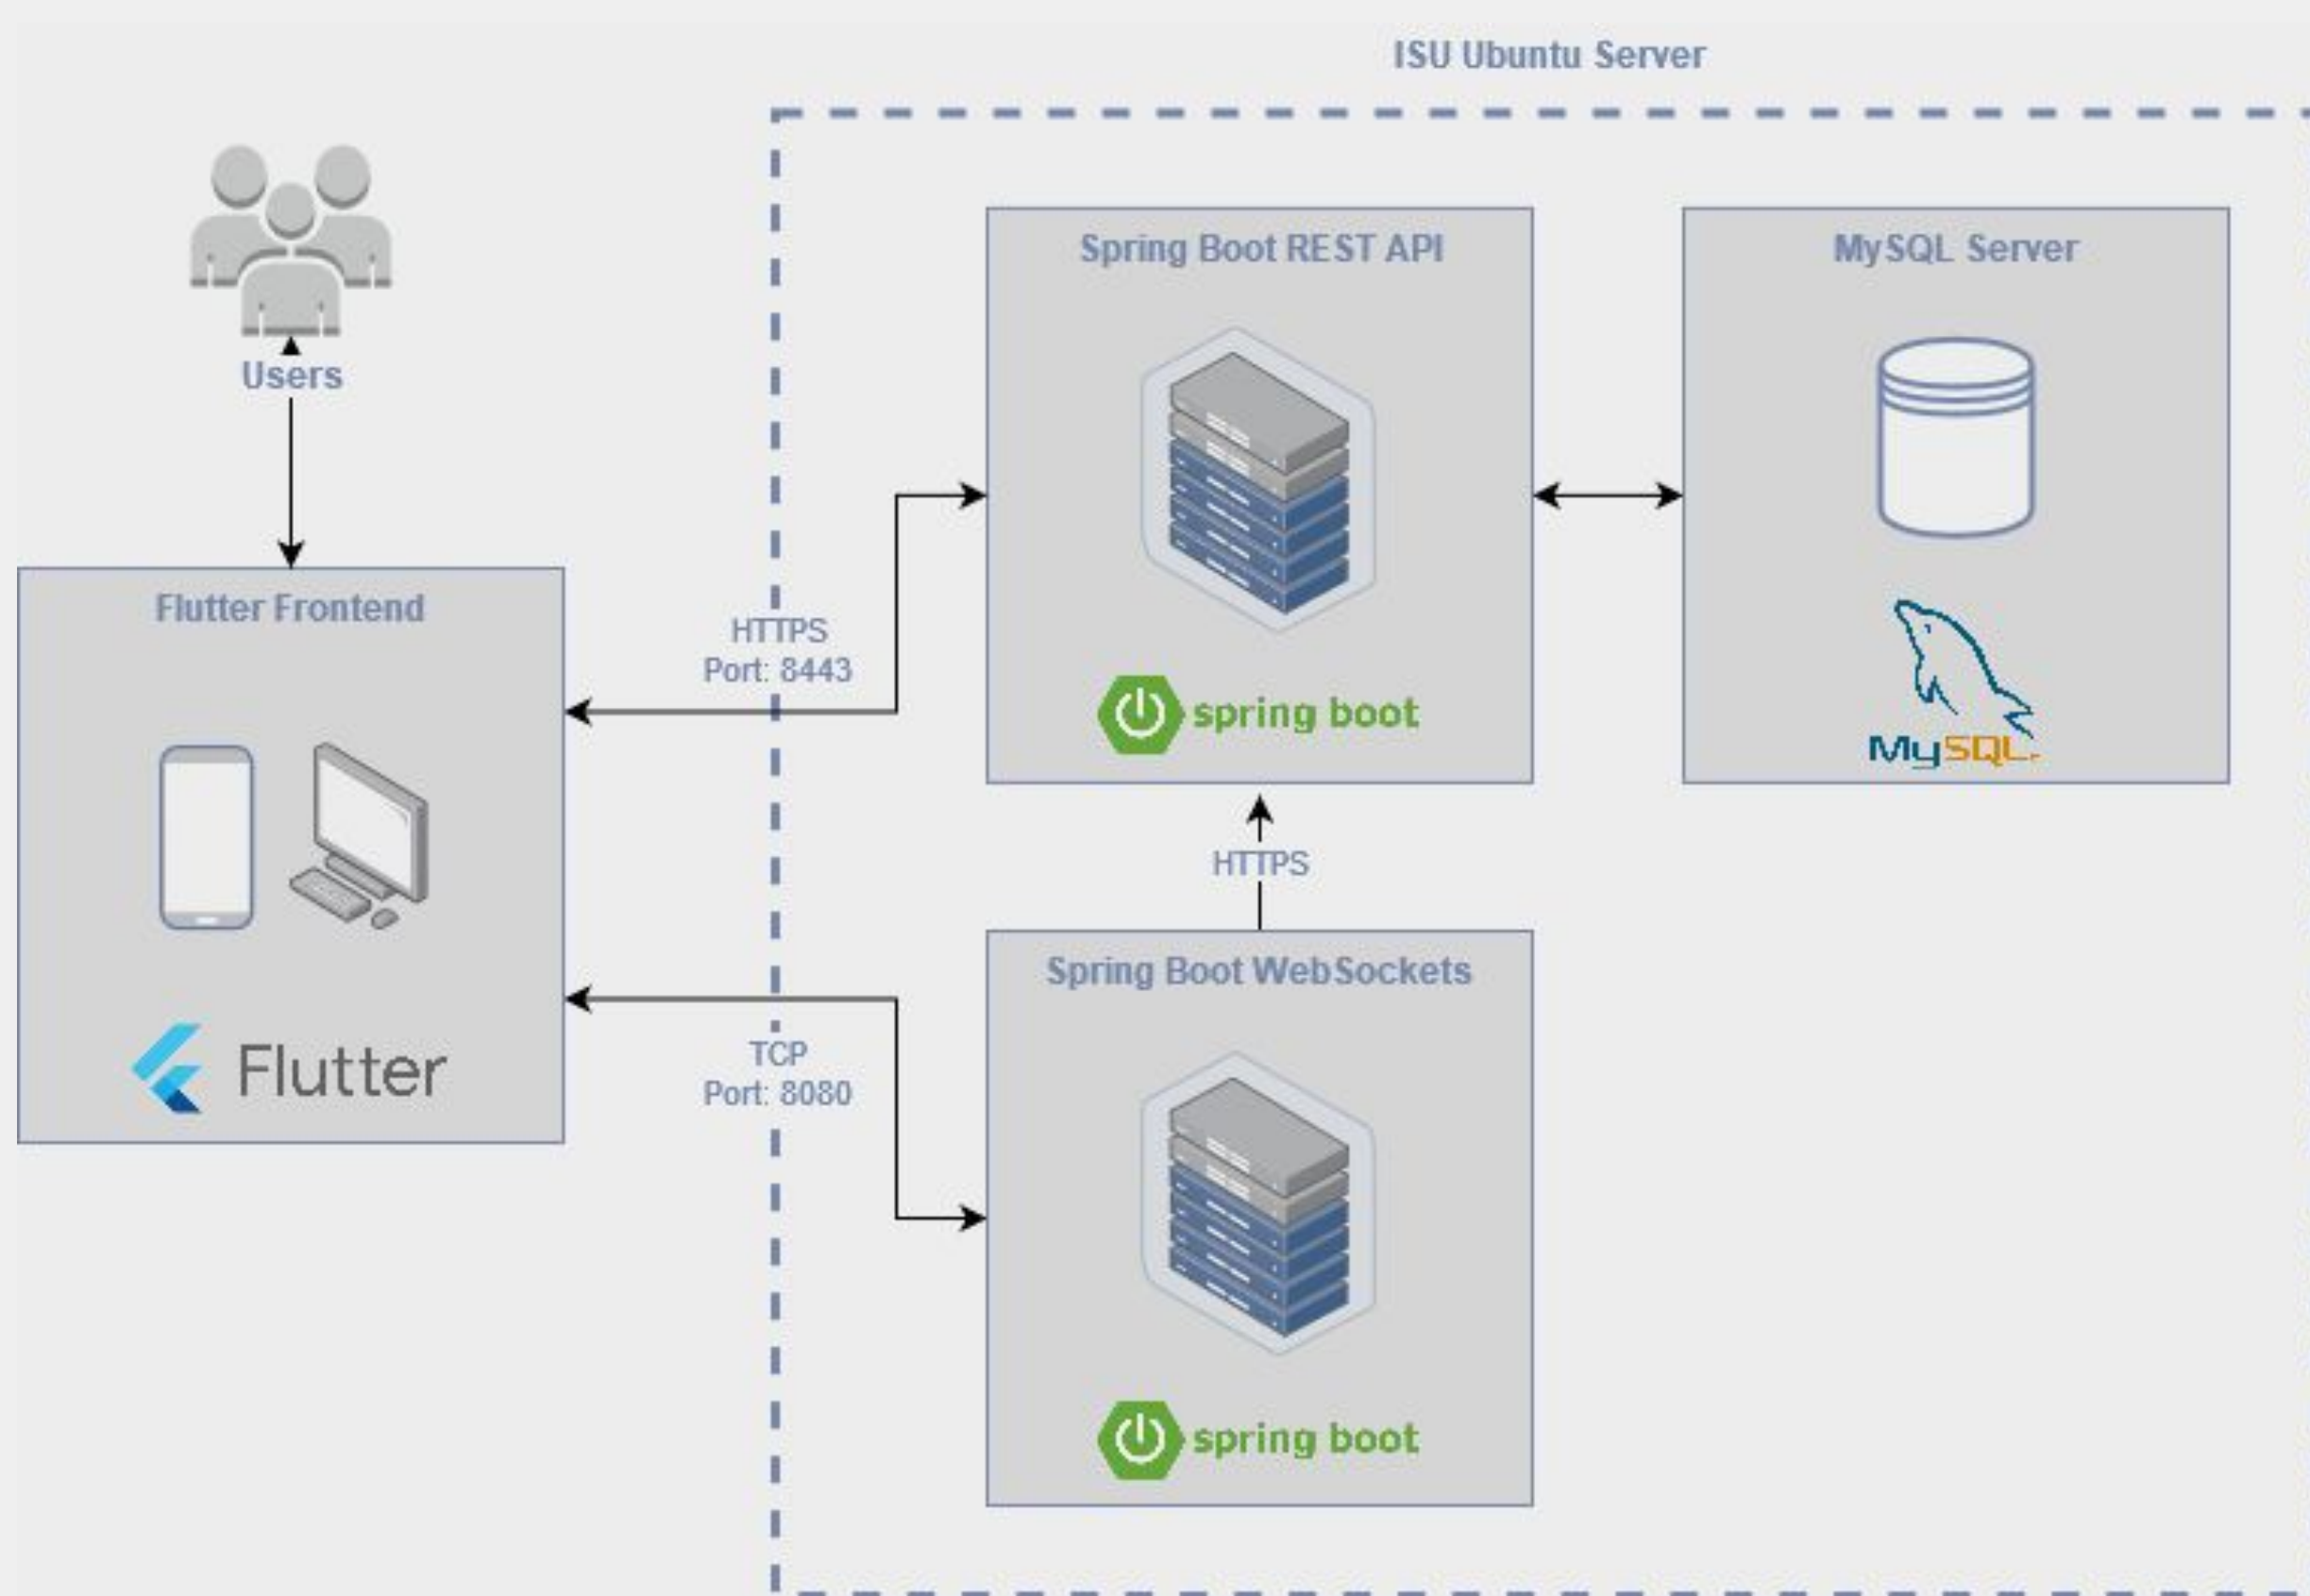 ISU Ubuntu Server
Users
Spring Boot REST API
spring boot
MySQL Server
MySQL
Flutter Frontend
Flutter
HTTPS
Port: 8443
HTTPS
TCP
Port: 8080
Spring Boot WebSockets
spring boot